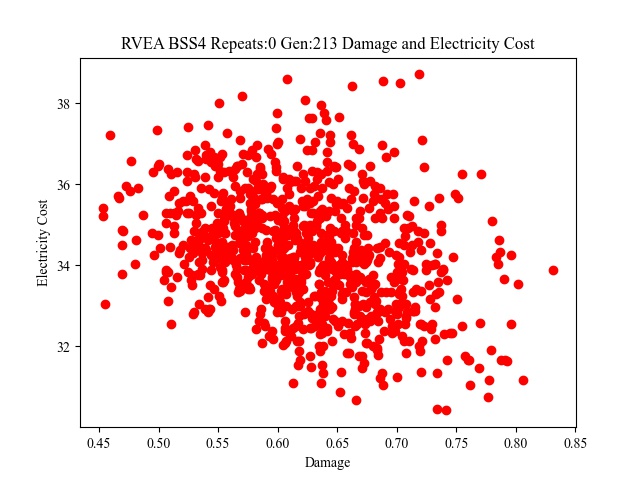 RVEA BSS4 Repeats:0 Gen:213 Damage and Electricity Cost
38
36
34
32
Electricity Cost
0.45 0.50 0.55 0.60 0.65 0.70 0.75 0.80 0.85
Damage